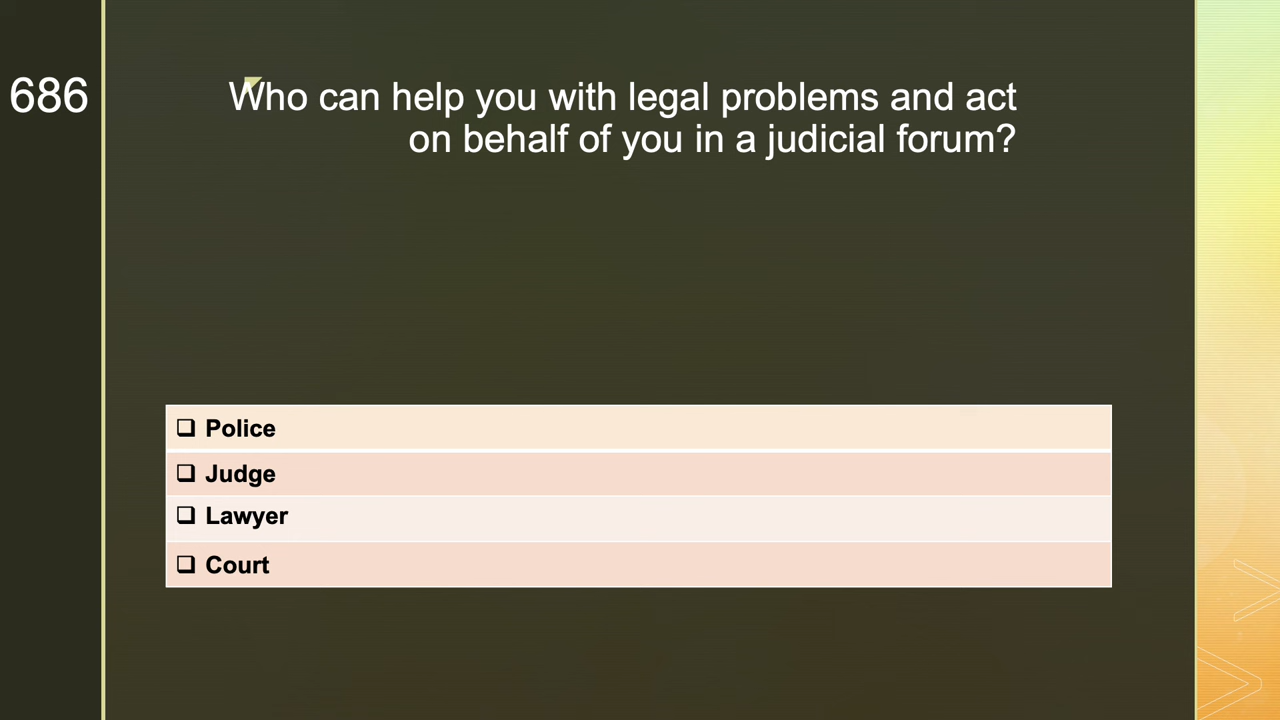 686
Who can help you with legal problems and act
on behalf of you in a judicial forum?
❑ Police
❑ Judge
❑ Lawyer
❑ Court